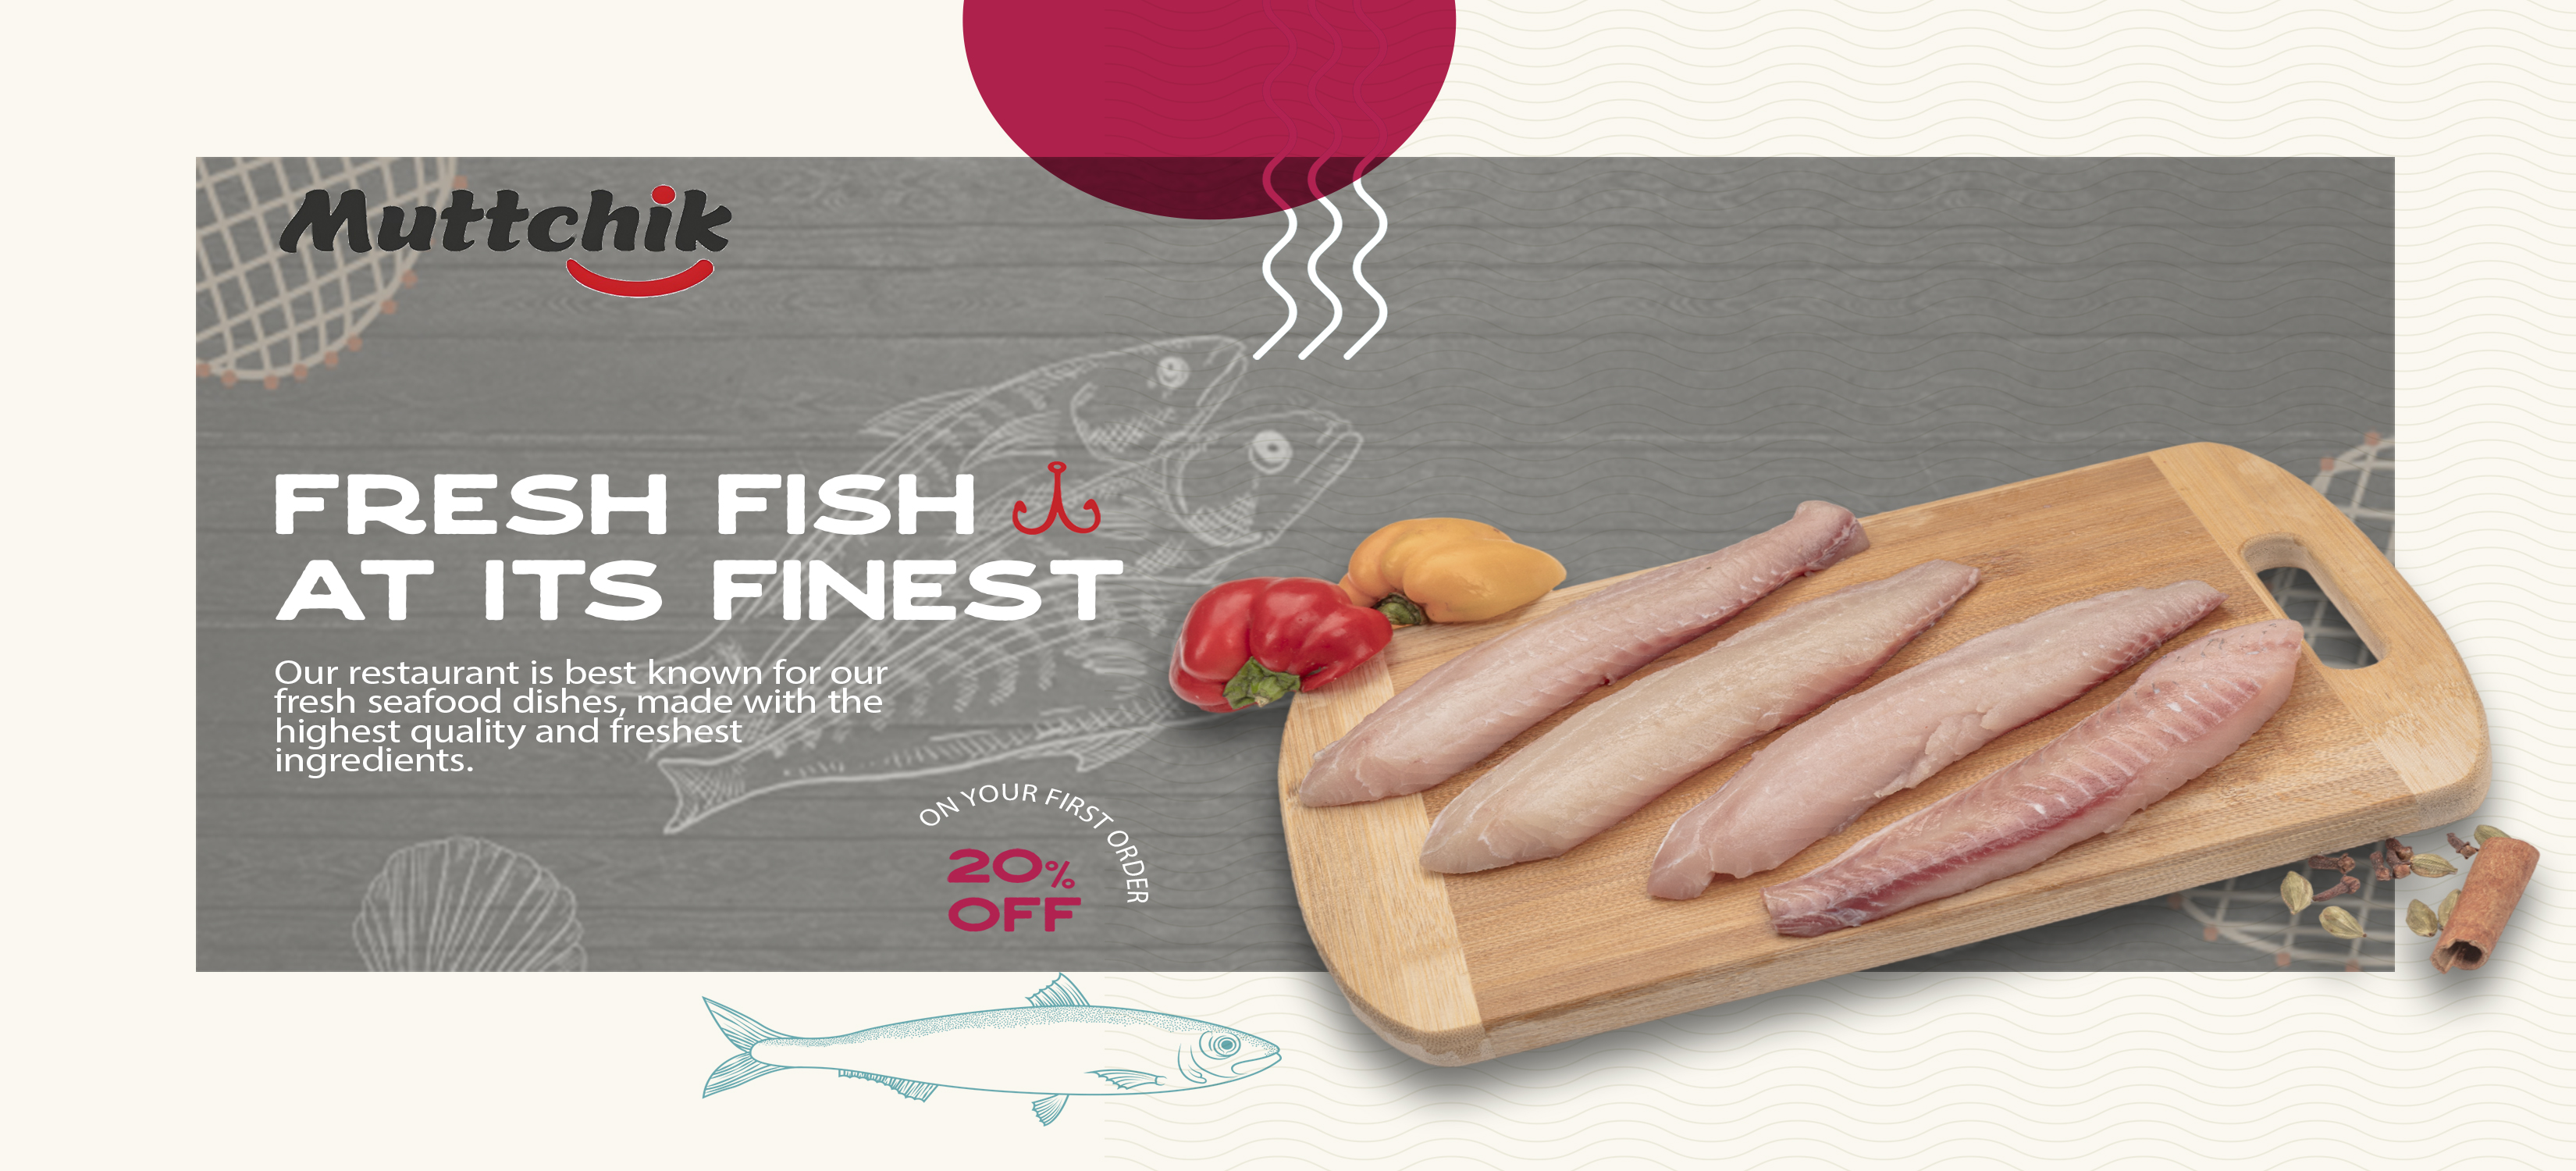 Muttchik
FRESH FISH
AT ITS FINEST
Our restaurant is best known for our
fresh seafood dishes, made with the
highest quality and freshest
ingredients.
ON YOUR FIRST ORDER
20%
OFF